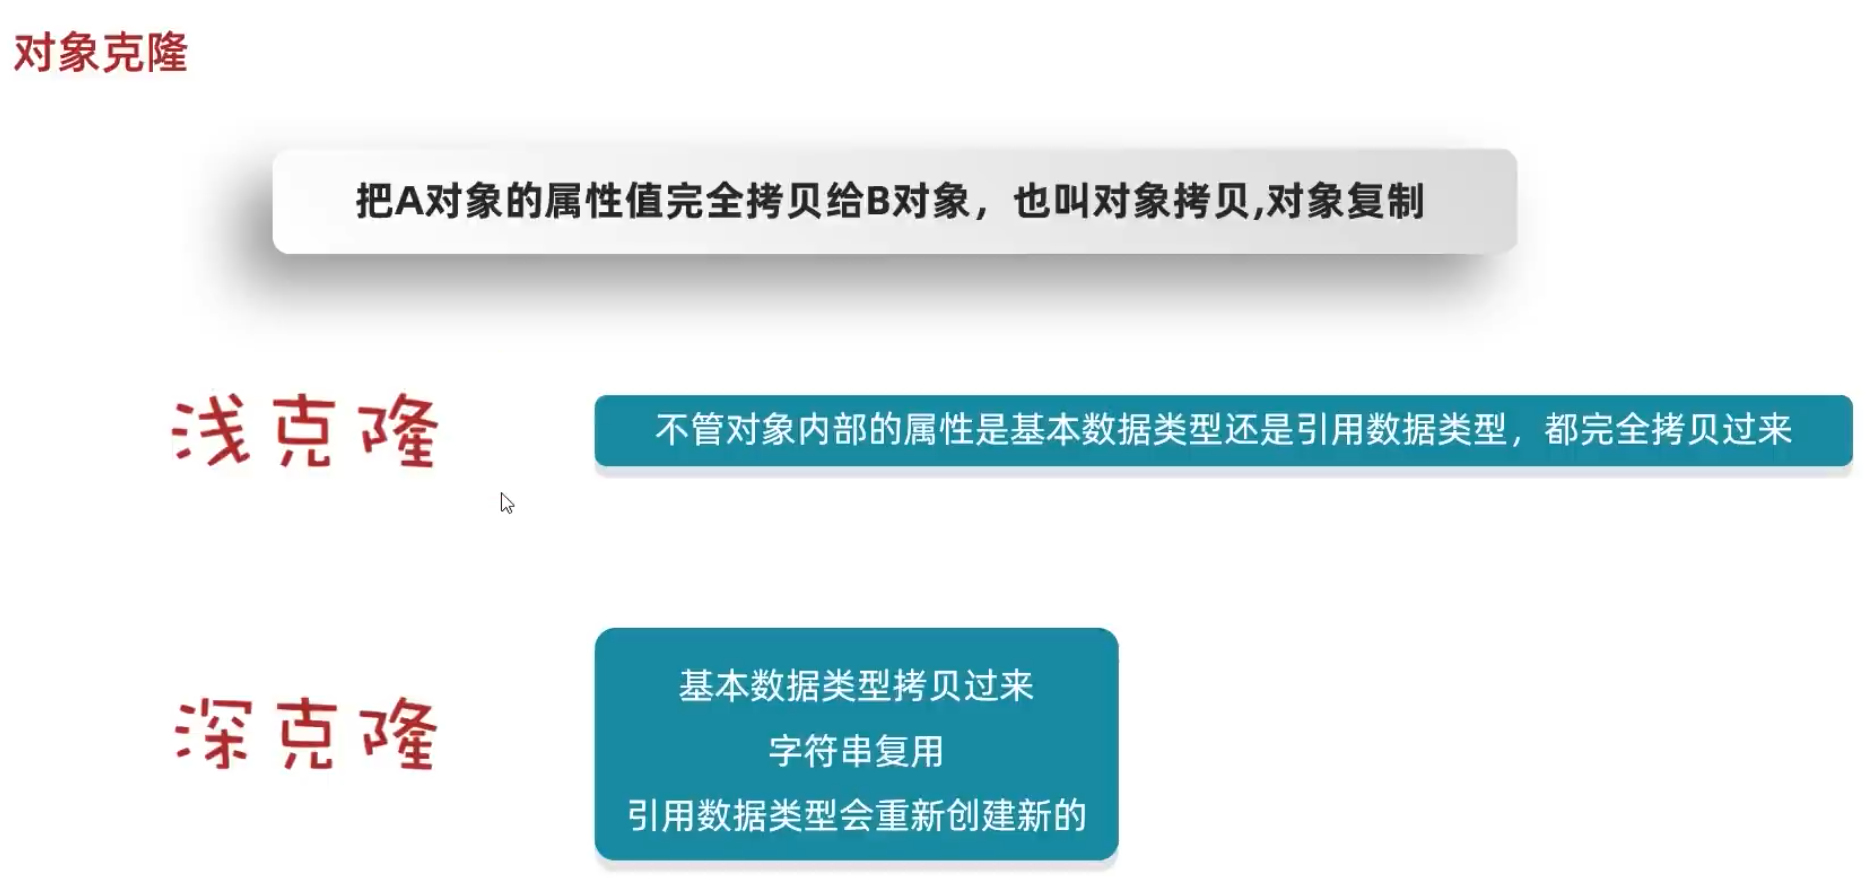 对象克隆
把A对象的属性值完全拷贝给B对象，也叫对象拷贝,对象复制
浅克隆
不管对象内部的属性是基本数据类型还是引用数据类型，都完全拷贝过来
深克隆
基本数据类型拷贝过来
字符串复用
引用数据类型会重新创建新的